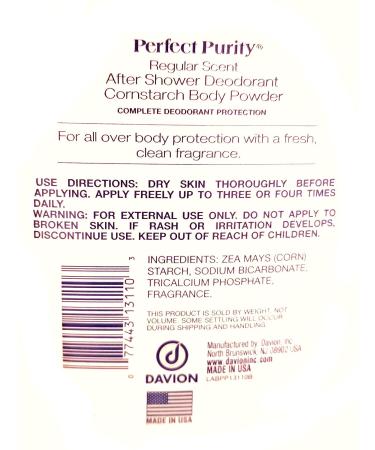 Perfect Purity®
Regular Scent
After Shower Deodorant
Cornstarch Body Powder
COMPLETE DEODORANT PROTECTION
For all over body protection with a fresh,
clean fragrance.
USE DIRECTIONS: DRY SKIN THOROUGHLY BEFORE
APPLYING. APPLY FREELY UP TO THREE OR FOUR TIMES
DAILY.
WARNING: FOR EXTERNAL USE ONLY. DO NOT APPLY TO
BROKEN SKIN. IF RASH OR IRRITATION DEVELOPS,
DISCONTINUE USE. KEEP OUT OF REACH OF CHILDREN.
INGREDIENTS: ZEA MAYS (CORN)
STARCH, SODIUM BICARBONATE,
TRICALCIUM PHOSPHATE,
FRAGRANCE.
THIS PRODUCT IS SOLD BY WEIGHT, NOT
VOLUME. SOME SETTLING WILL OCCUR
DURING SHIPPING AND HANDLING.
0 77443 13110 3
DAVION
MADE IN USA
Manufactured by: Davion, Inc
North Brunswick, NJ 08902 USA
www.davioninc.com
MADE IN USA
LABPP13110B